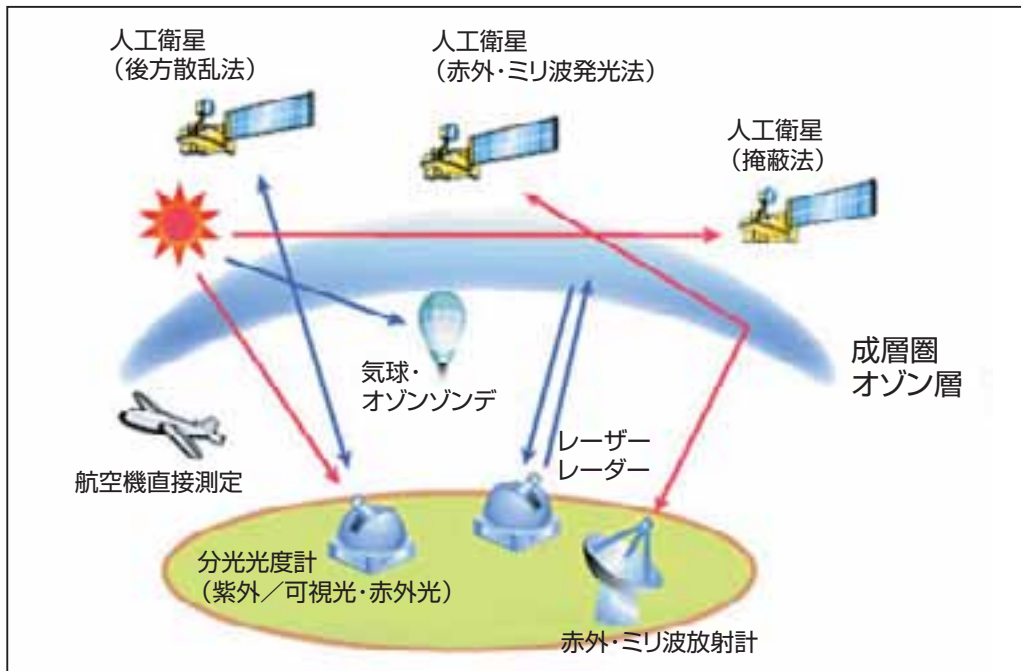 人工衛星
（後方散乱法）
人工衛星
（赤外・ミリ波発光法）
人工衛星
（掩蔽法）
気球・
オゾンゾンデ
成層圏
オゾン層
航空機直接測定
レーザー
レーダー
分光光度計
（紫外／可視光・赤外光）
赤外・ミリ波放射計